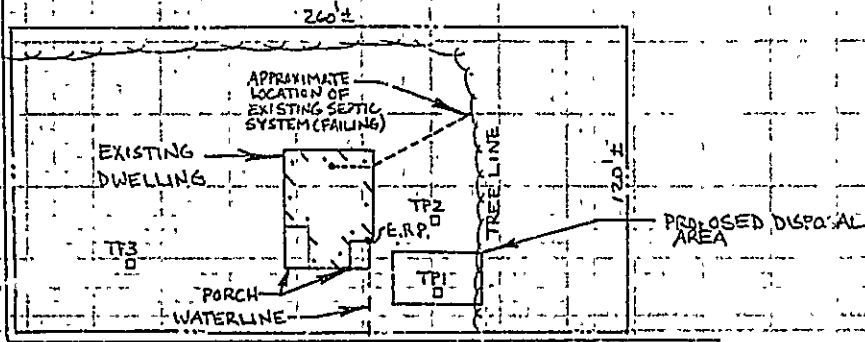 260'±
APPROXIMATE
LOCATION OF
EXISTING SEPTIC
SYSTEM (FAILING)
EXISTING
DWELLING
TREE LINE
120'±
TP2
E.R.P.
PROPOSED DISPOSAL
AREA
TP3
TP1
PORCH
WATERLINE